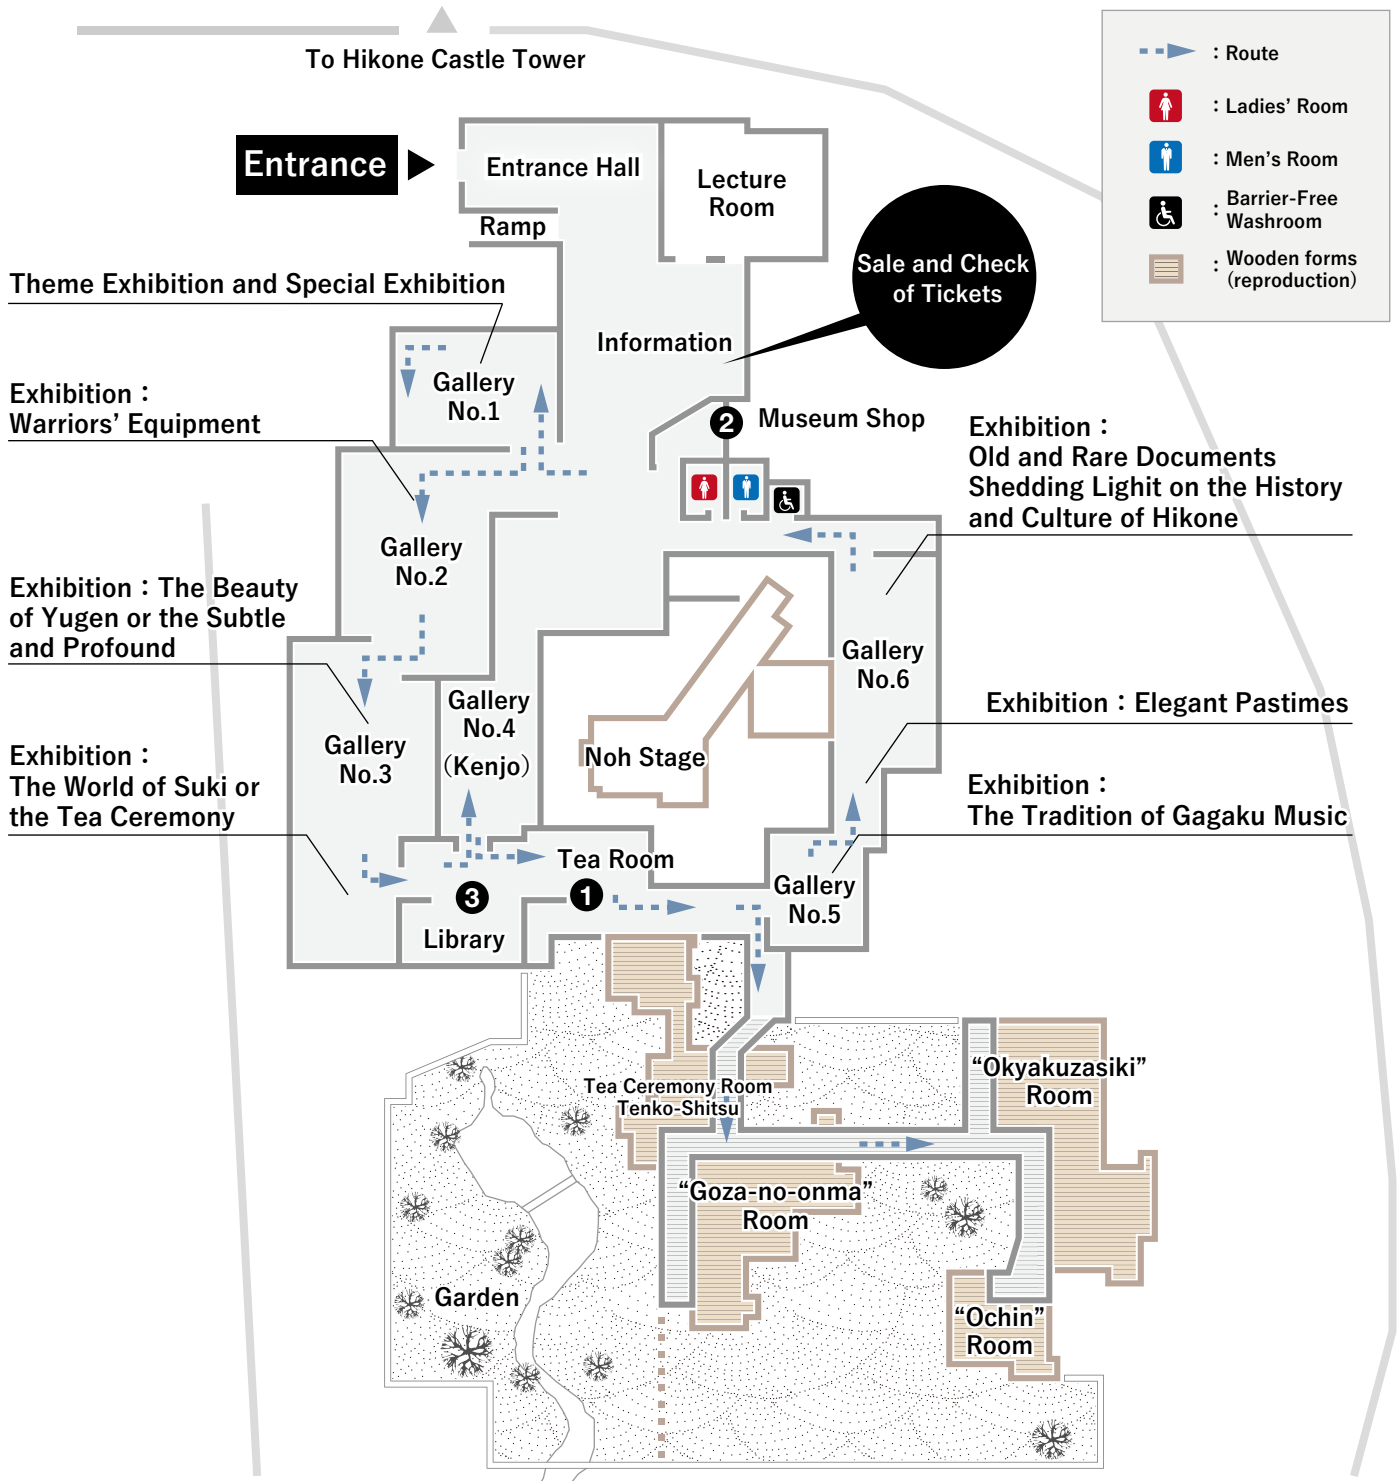 To Hikone Castle Tower
: Route
: Ladies' Room
: Men's Room
: Barrier-Free
Washroom
: Wooden forms
(reproduction)
Entrance
Entrance Hall
Lecture
Room
Ramp
Sale and Check
of Tickets
Theme Exhibition and Special Exhibition
Information
Gallery
No.1
Exhibition :
Warriors' Equipment
2
Museum Shop
Exhibition :
Old and Rare Documents
Shedding Lighit on the History
and Culture of Hikone
Gallery
No.2
Exhibition : The Beauty
of Yugen or the Subtle
and Profound
Gallery
No.6
Gallery
No.4
(Kenjo)
Exhibition : Elegant Pastimes
Gallery
No.3
Noh Stage
Exhibition :
The World of Suki or
the Tea Ceremony
Exhibition :
The Tradition of Gagaku Music
Tea Room
1
3
Library
Gallery
No.5
Tea Ceremony Room
Tenko-Shitsu
"Okyakuzasiki"
Room
"Goza-no-onma"
Room
Garden
"Ochin"
Room